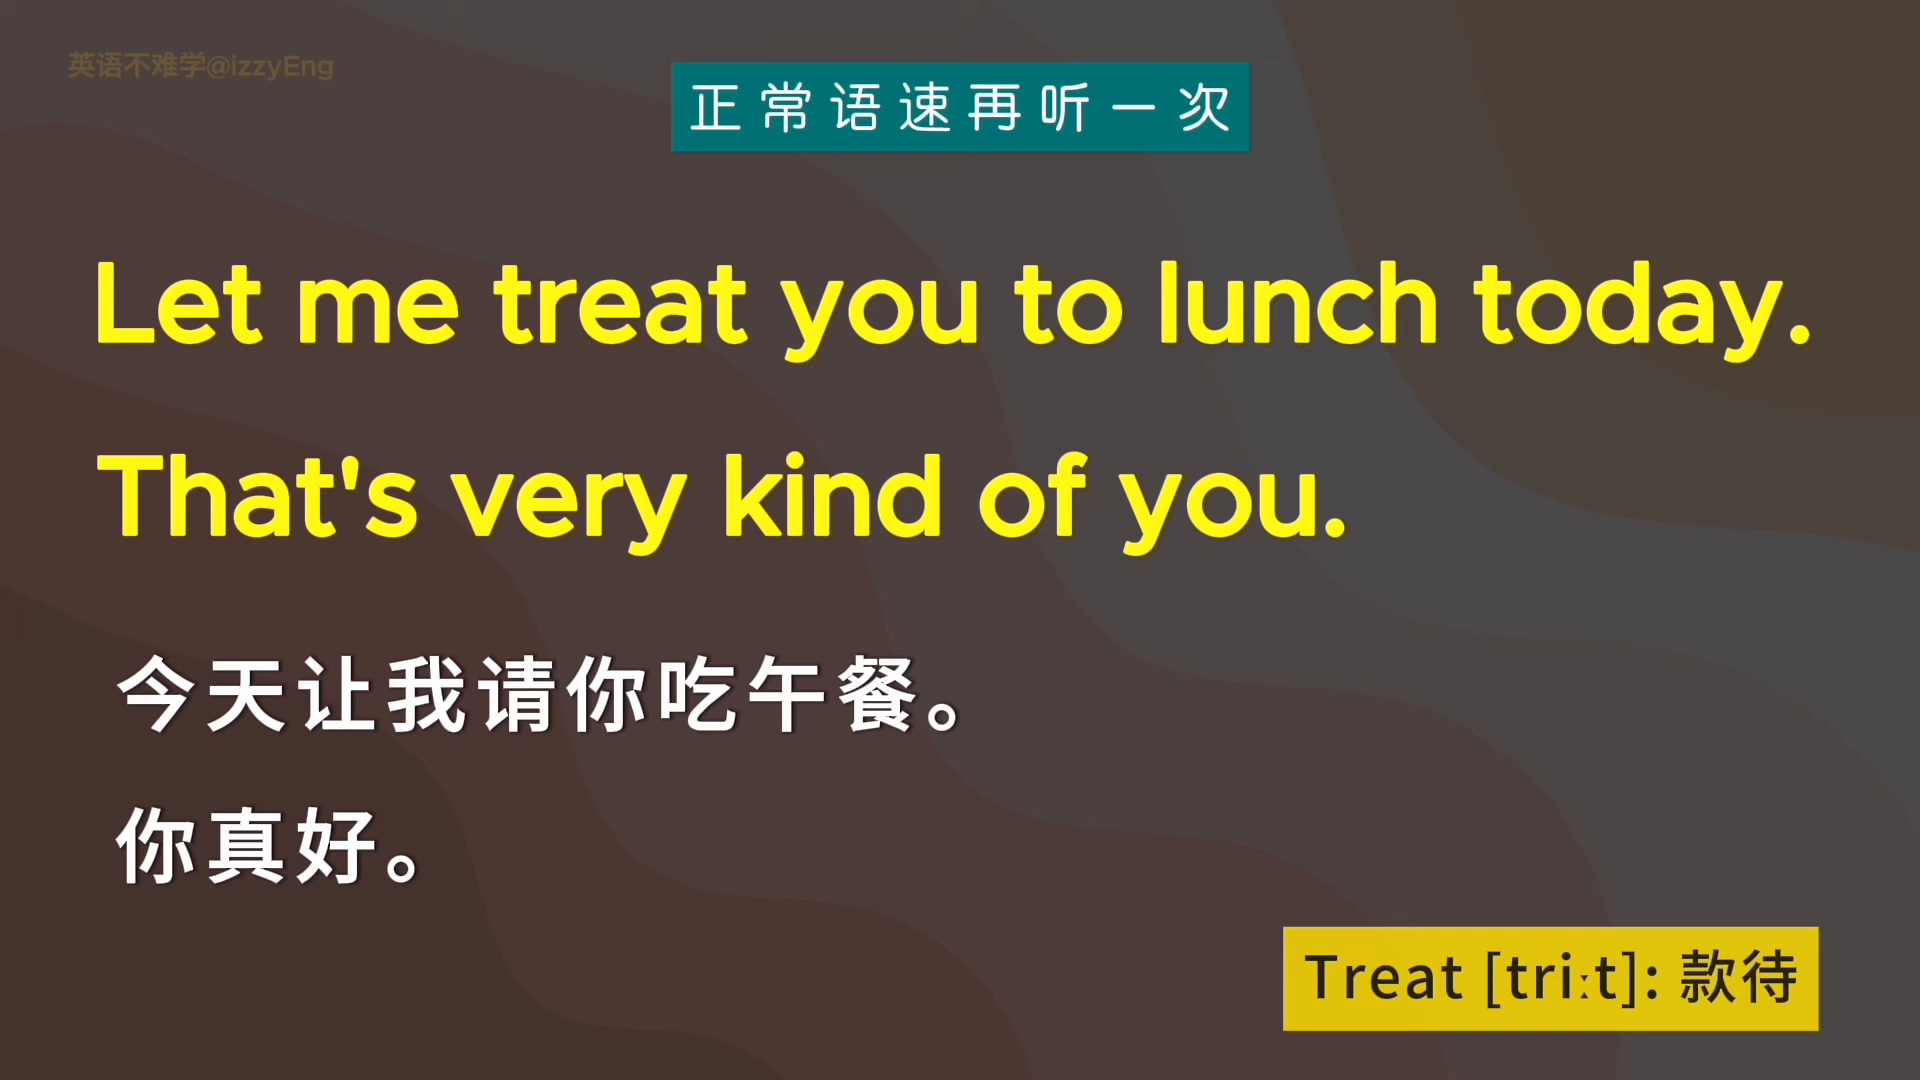 英语不难学@izzyEng
正常语速再听一次
Let me treat you to lunch today.
That's very kind of you.
今天让我请你吃午餐。
你真好。
Treat [triːt]: 款待